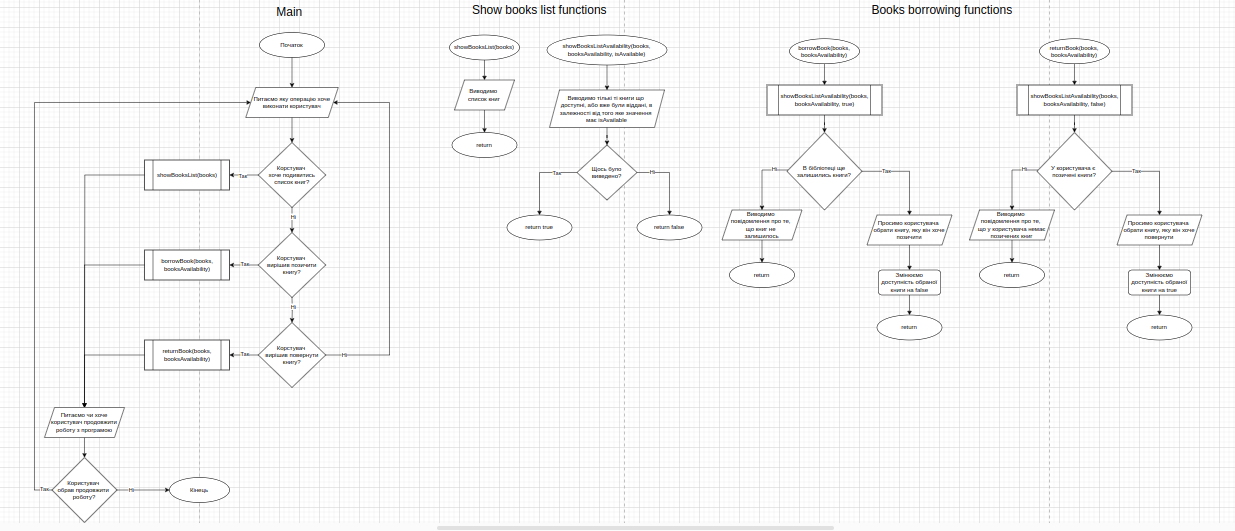 Main
Show books list functions
Books borrowing functions
Початок
Питаємо яку операцію хоче
виконати користувач
Корстувач
хоче подивитись
список книг?
Так
showBooksList(books)
Ні
Корстувач
вирішив позичити
книгу?
Так
borrowBook(books,
booksAvailability)
Ні
Корстувач
вирішив повернути
книгу?
Так
Ні
returnBook(books,
booksAvailability)
Питаємо чи хоче
користувач продовжити
роботу з програмою
Користувач
обрав продовжити
роботу?
Так
Ні
Кінець
showBooksList(books)
Виводимо
список книг
return
showBooksListAvailability(books,
booksAvailability, isAvailable)
Виводимо тільки ті книги що
доступні, або вже були віддані, в
залежності від того яке значення
має isAvailable
Щось було
виведено?
Так
Ні
return true
return false
borrowBook(books,
booksAvailability)
showBooksListAvailability(books,
booksAvailability, true)
В бібліотеці ще
залишились книги?
Ні
Так
Виводимо
повідомлення про те,
що книг не
залишилось
return
Просимо користувача
обрати книгу, яку він хоче
позичити
Змінюємо
доступність обраної
книги на false
return
returnBook(books,
booksAvailability)
showBooksListAvailability(books,
booksAvailability, false)
У користувача є
позичені книги?
Ні
Так
Виводимо
повідомлення про те,
що у користувача немає
позичених книг
return
Просимо користувача
обрати книгу, яку він хоче
повернути
Змінюємо
доступність обраної
книги на true
return